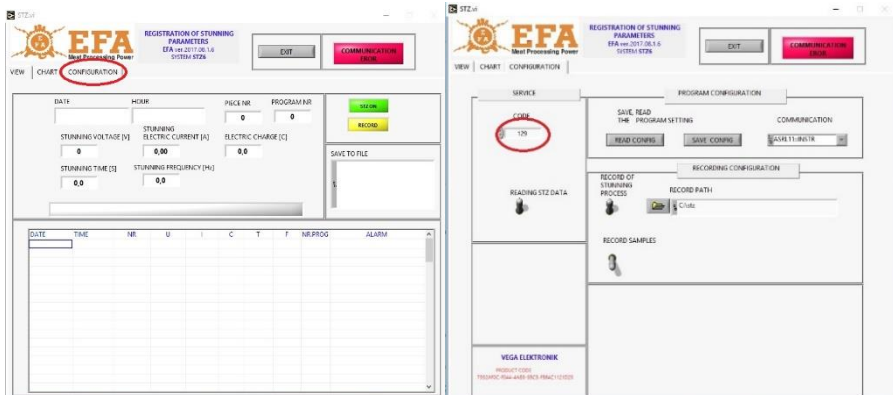 STZ.vi
EFA
Meat Processing Power
REGISTRATION OF STUNNING
PARAMETERS
EFA ver.2017.06.1.6
SYSTEM STZ6
EXIT
COMMUNICATION
EROR
VIEW
CHART
CONFIGURATION
DATE
HOUR
PIECE NR
PROGRAM NR
0
0
STZ ON
RECORD
STUNNING VOLTAGE [V]
STUNNING
ELECTRIC CURRENT [A]
ELECTRIC CHARGE [C]
0
0,00
0,0
SAVE TO FILE
STUNNING TIME [S]
STUNNING FREQUENCY [Hz]
0,0
0,0
DATE TIME NR U I C T F NR.PROG ALARM
STZ.vi
EFA
Meat Processing Power
REGISTRATION OF STUNNING
PARAMETERS
EFA ver.2017.06.1.6
SYSTEM STZ6
EXIT
COMMUNICATION
EROR
VIEW
CHART
CONFIGURATION
SERVICE
CODE
129
READING STZ DATA
PROGRAM CONFIGURATION
SAVE, READ
THE PROGRAM SETTING
COMMUNICATION
READ CONFIG
SAVE CONFIG
ASRL11::INSTR
RECORDING CONFIGURATION
RECORD OF
STUNNING
PROCESS
RECORD PATH
C:\stz
RECORD SAMPLES
VEGA ELEKTRONIK
PRODUCT CODE